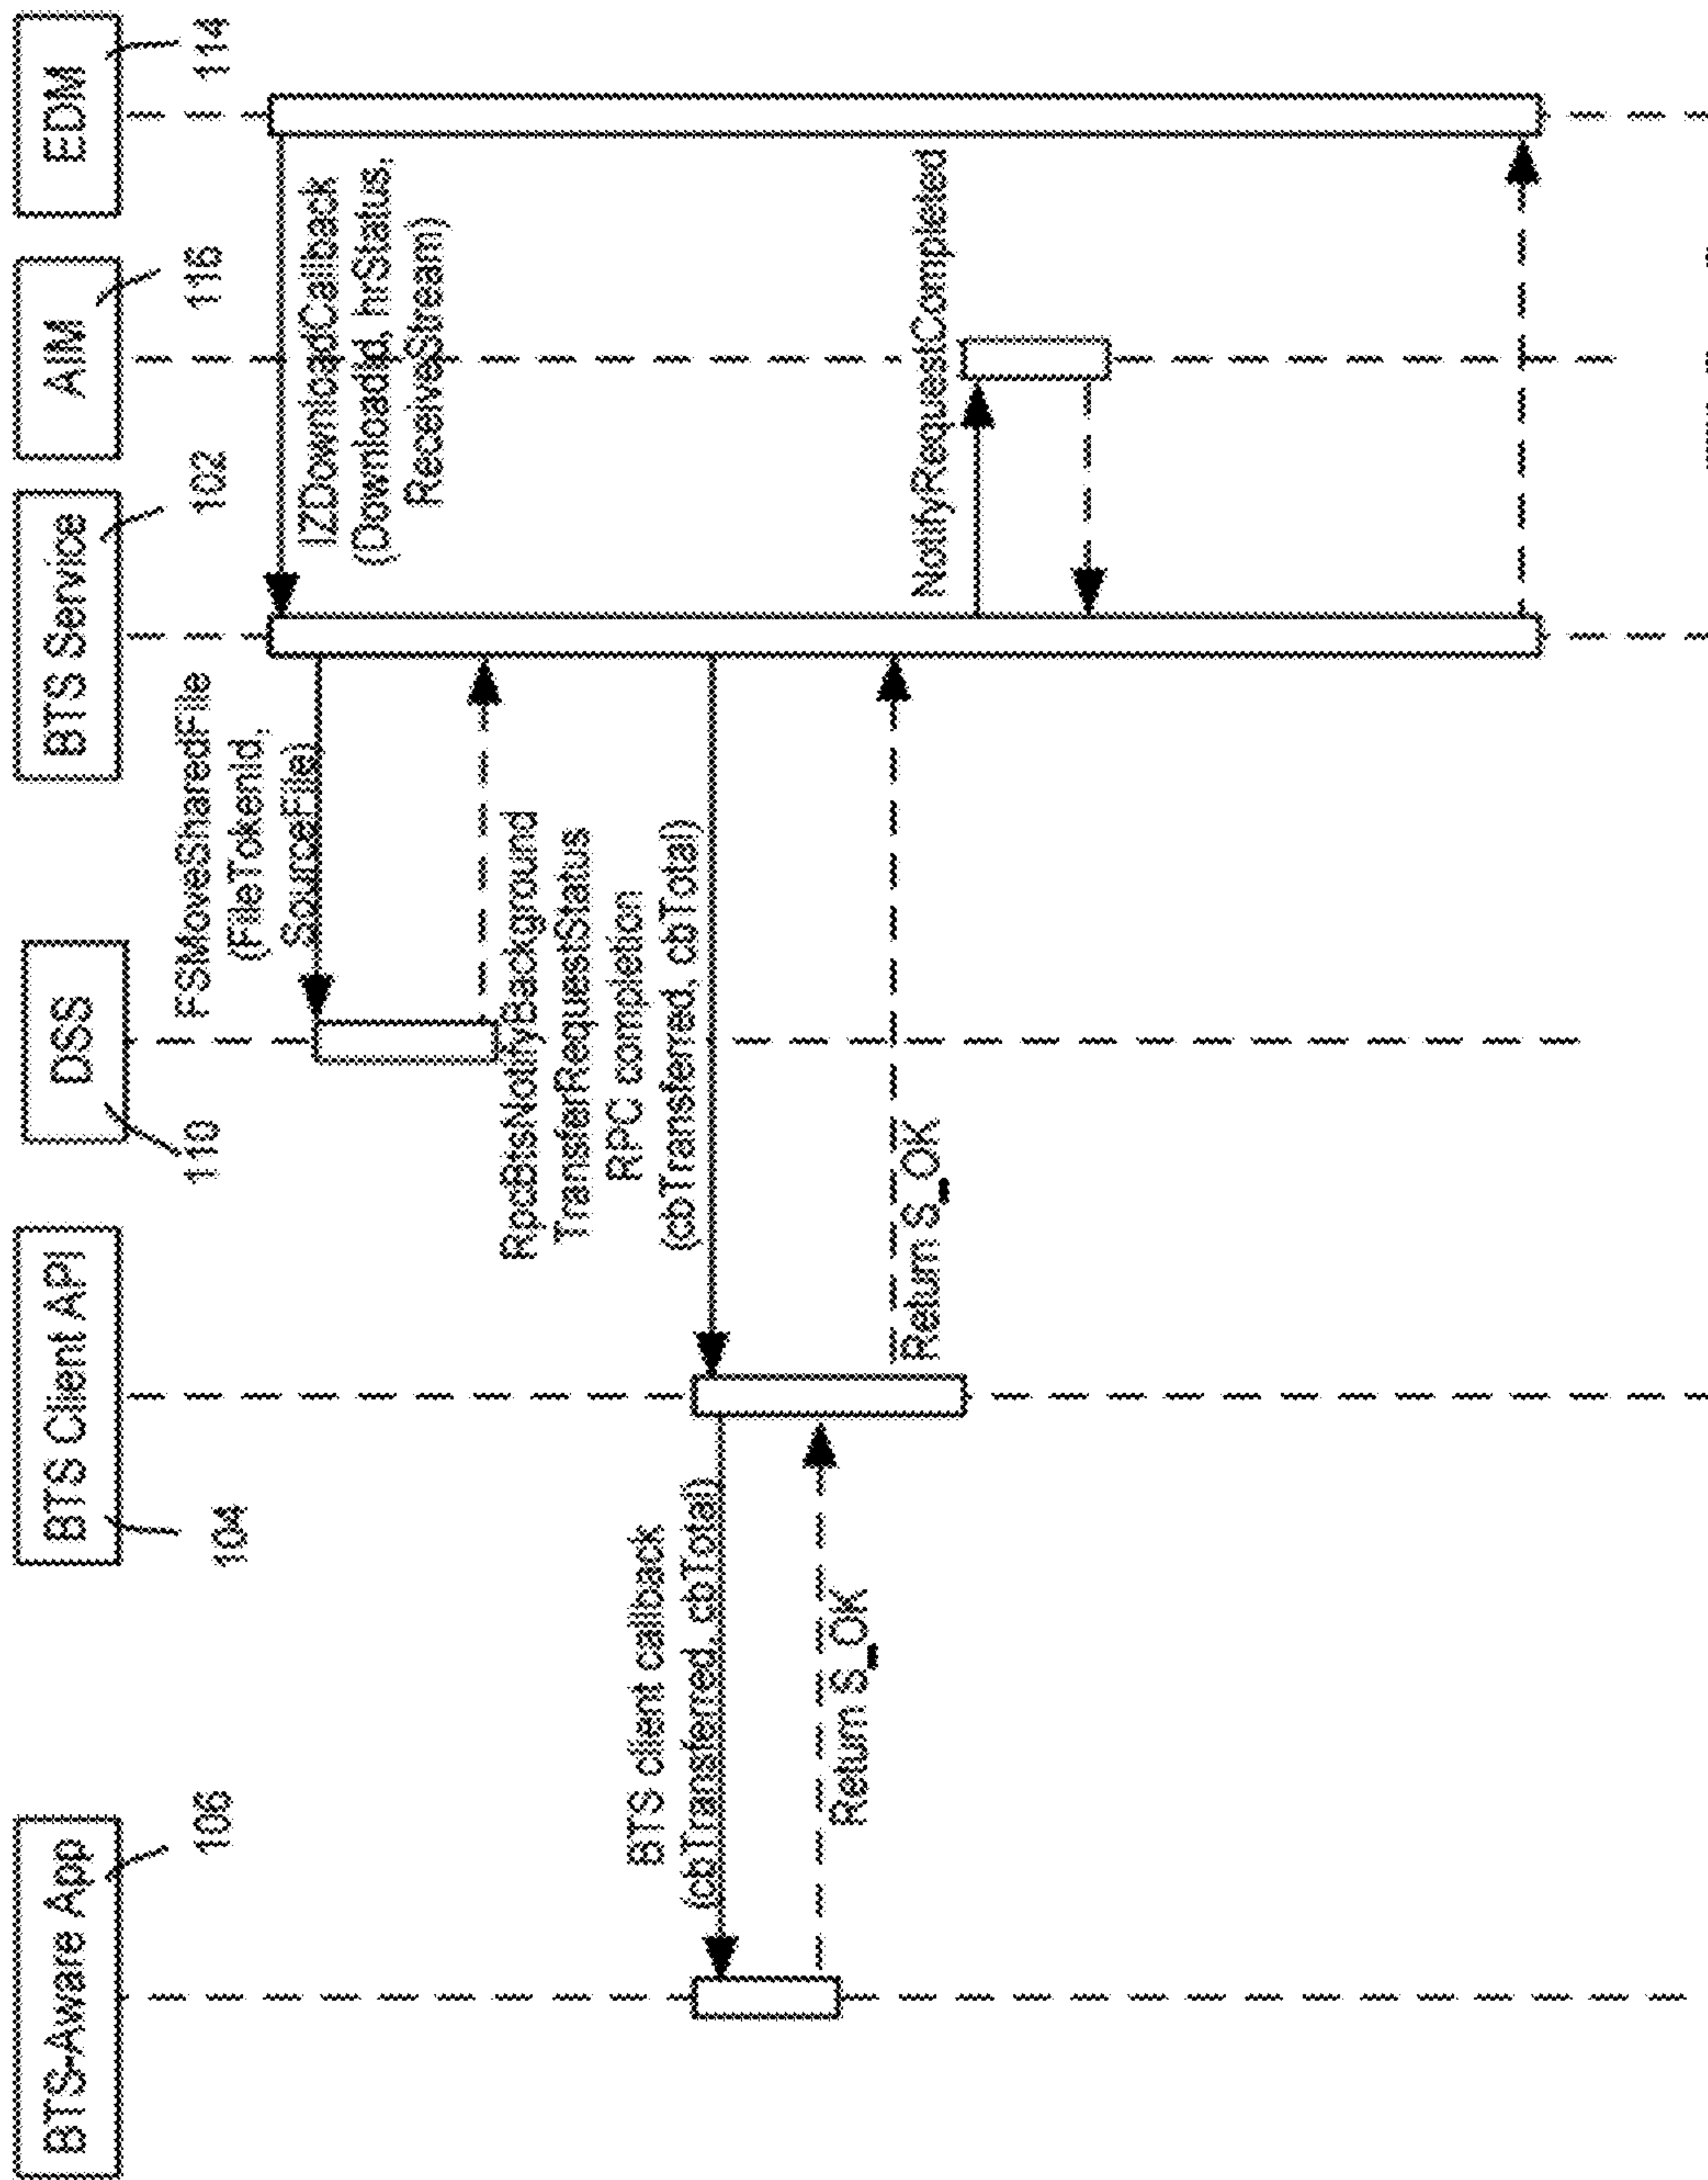 BTS-Aware App
106
BTS Client API
104
DSS
110
BTS Service
102
AIM
116
EDM
114
IZDownloadCallback
(DownloadId, hrStatus,
ReceiveStream)
FSMoveSharedFile
(FileTokenId,
SourceFile)
RpcBtsNotifyBackground
TransferRequestStatus
RPC completion
(cbTransferred, cbTotal)
BTS client callback
(cbTransferred, cbTotal)
Return S_OK
Return S_OK
NotifyRequestCompleted